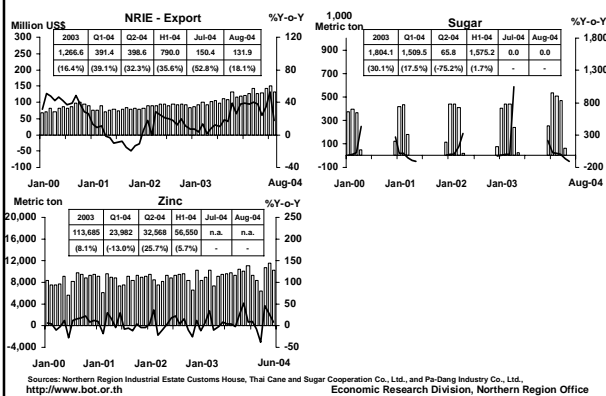 NRIE - Export
Million US$
%Y-o-Y
2003 Q1-04 Q2-04 H1-04 Jul-04 Aug-04
1,266.6 391.4 398.6 790.0 150.4 131.9
(16.4%) (39.1%) (32.3%) (35.6%) (52.8%) (18.1%)
300
250
200
150
100
50
0
-50
-100
120
80
40
0
-40
Jan-00 Jan-01 Jan-02 Jan-03 Aug-04
Sugar
1,000
Metric ton
%Y-o-Y
2003 Q1-04 Q2-04 H1-04 Jul-04 Aug-04
1,804.1 1,509.5 65.8 1,575.2 0.0 0.0
(30.1%) (17.5%) (-75.2%) (1.7%) - -
900
700
500
300
100
-100
1,800
1,300
800
300
-200
Jan-00 Jan-01 Jan-02 Jan-03 Aug-04
Zinc
Metric ton
%Y-o-Y
2003 Q1-04 Q2-04 H1-04 Jul-04 Aug-04
113,685 23,982 32,568 56,550 n.a. n.a.
(8.1%) (-13.0%) (25.7%) (5.7%) - -
20,000
16,000
12,000
8,000
4,000
0
-4,000
250
200
150
100
50
0
-50
Jan-00 Jan-01 Jan-02 Jan-03 Jun-04
Sources: Northern Region Industrial Estate Customs House, Thai Cane and Sugar Cooperation Co., Ltd., and Pa-Dang Industry Co., Ltd.,
http://www.bot.or.th Economic Research Division, Northern Region Office